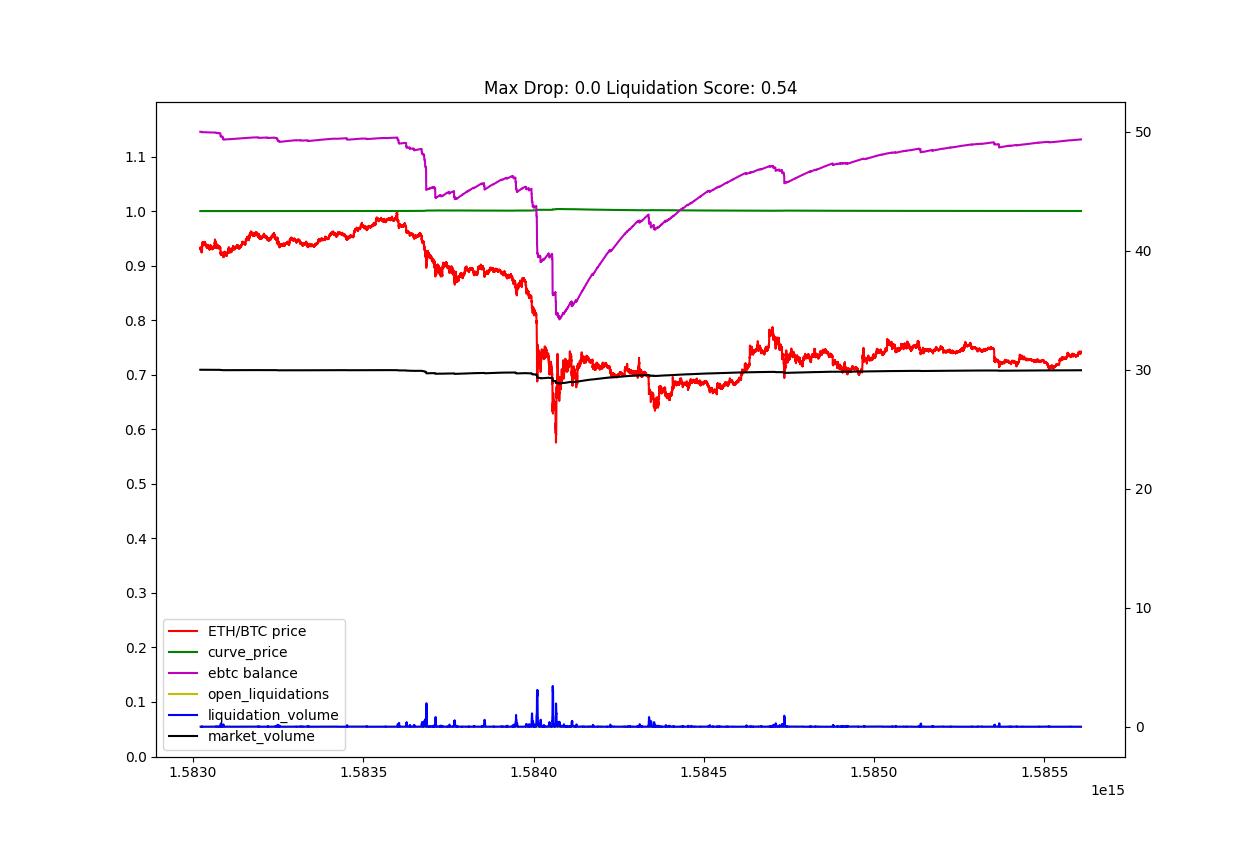 Max Drop: 0.0 Liquidation Score: 0.54
1.1
1.0
0.9
0.8
0.7
0.6
0.5
0.4
0.3
0.2
0.1
0.0
50
40
30
20
10
0
ETH/BTC price
curve_price
ebtc balance
open_liquidations
liquidation_volume
market_volume
1.5830 1.5835 1.5840 1.5845 1.5850 1.5855
1e15